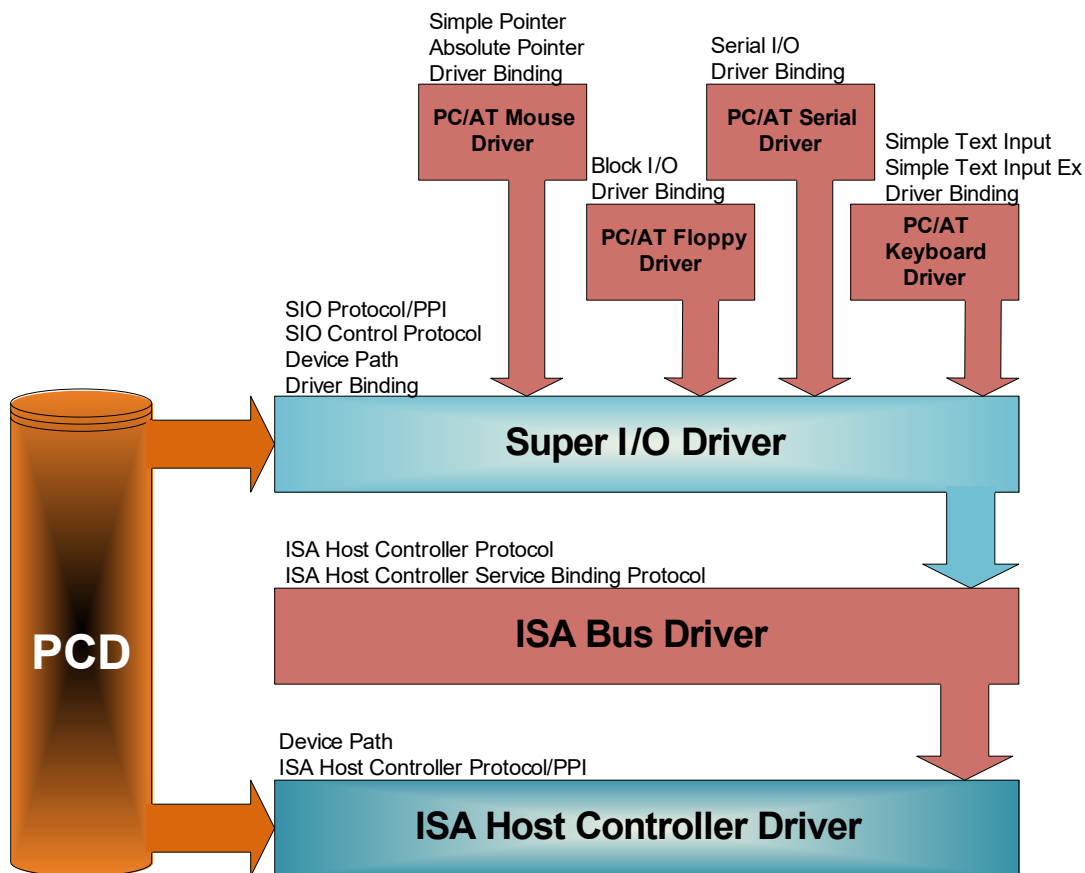 Simple Pointer
Absolute Pointer
Driver Binding
PC/AT Mouse
Driver
Serial I/O
Driver Binding
PC/AT Serial
Driver
Block I/O
Driver Binding
PC/AT Floppy
Driver
Simple Text Input
Simple Text Input Ex
Driver Binding
PC/AT
Keyboard
Driver
SIO Protocol/PPI
SIO Control Protocol
Device Path
Driver Binding
Super I/O Driver
ISA Host Controller Protocol
ISA Host Controller Service Binding Protocol
ISA Bus Driver
PCD
Device Path
ISA Host Controller Protocol/PPI
ISA Host Controller Driver